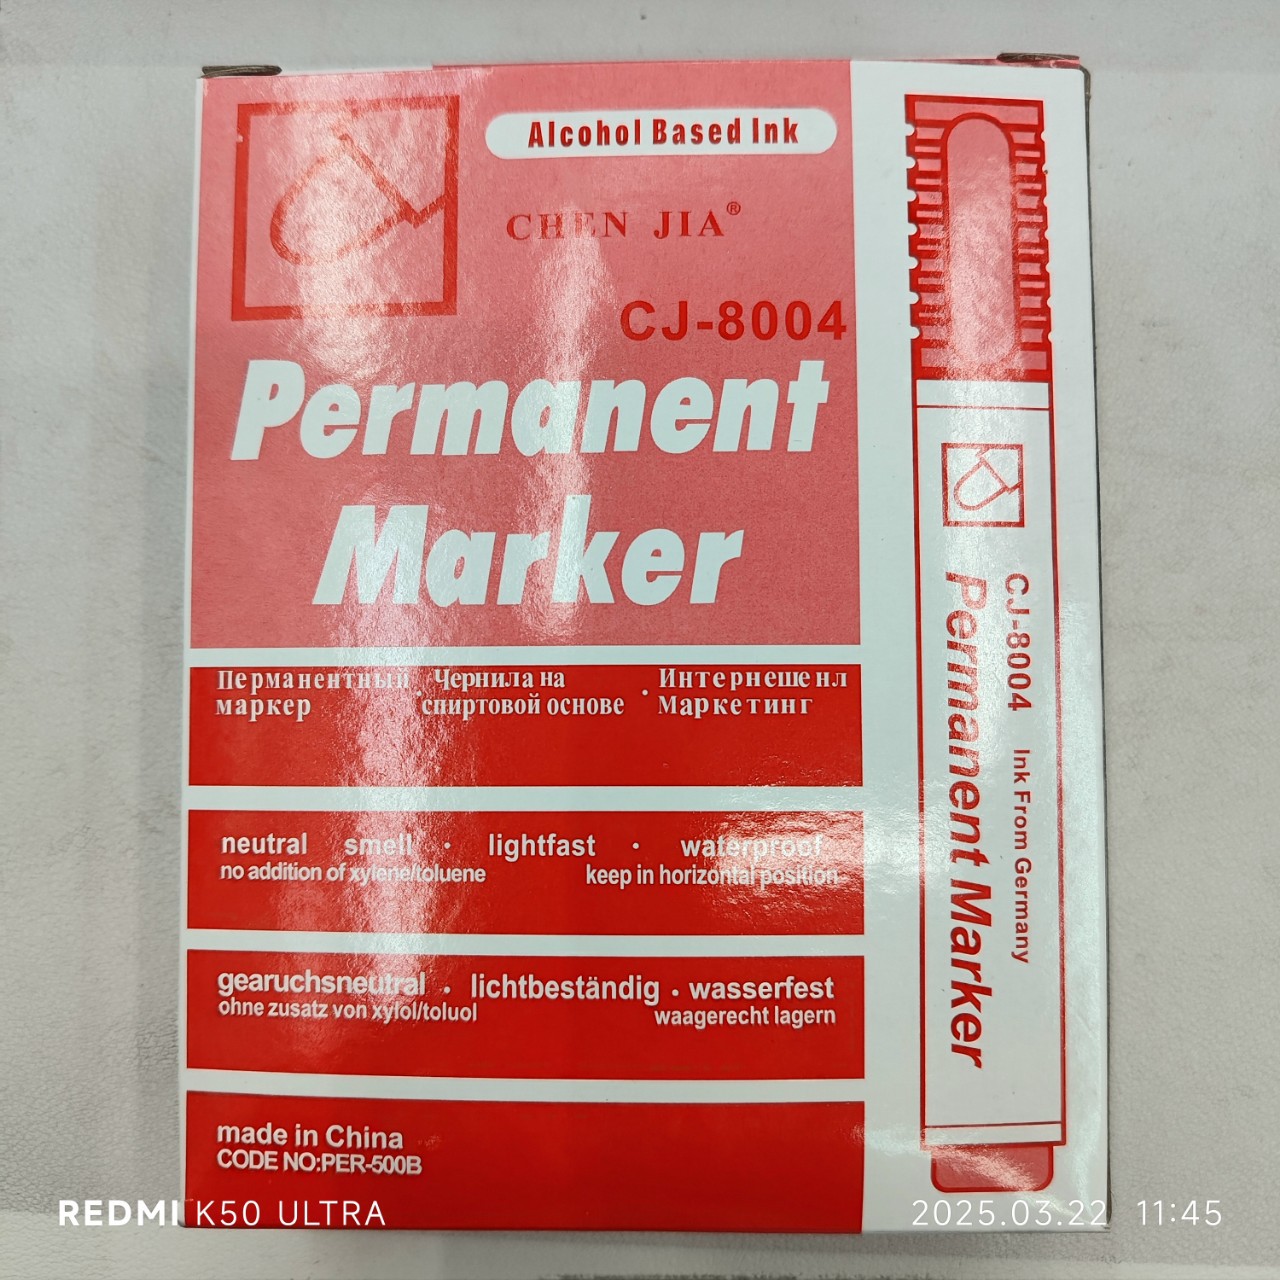 Alcohol Based Ink
CHEN JIA®
CJ-8004
Permanent
Marker
Перманентный · Чернила на · Интернешенл
маркер спиртовой основе Маркетинг
neutral smell · lightfast · waterproof
no addition of xylene/toluene keep in horizontal position
gearuchsneutral · lichtbeständig · wasserfest
ohne zusatz von xylol/toluol waagerecht lagern
made in China
CODE NO:PER-500B
CJ-8004 Ink From Germany
Permanent Marker
REDMI K50 ULTRA
2025.03.22 11:45